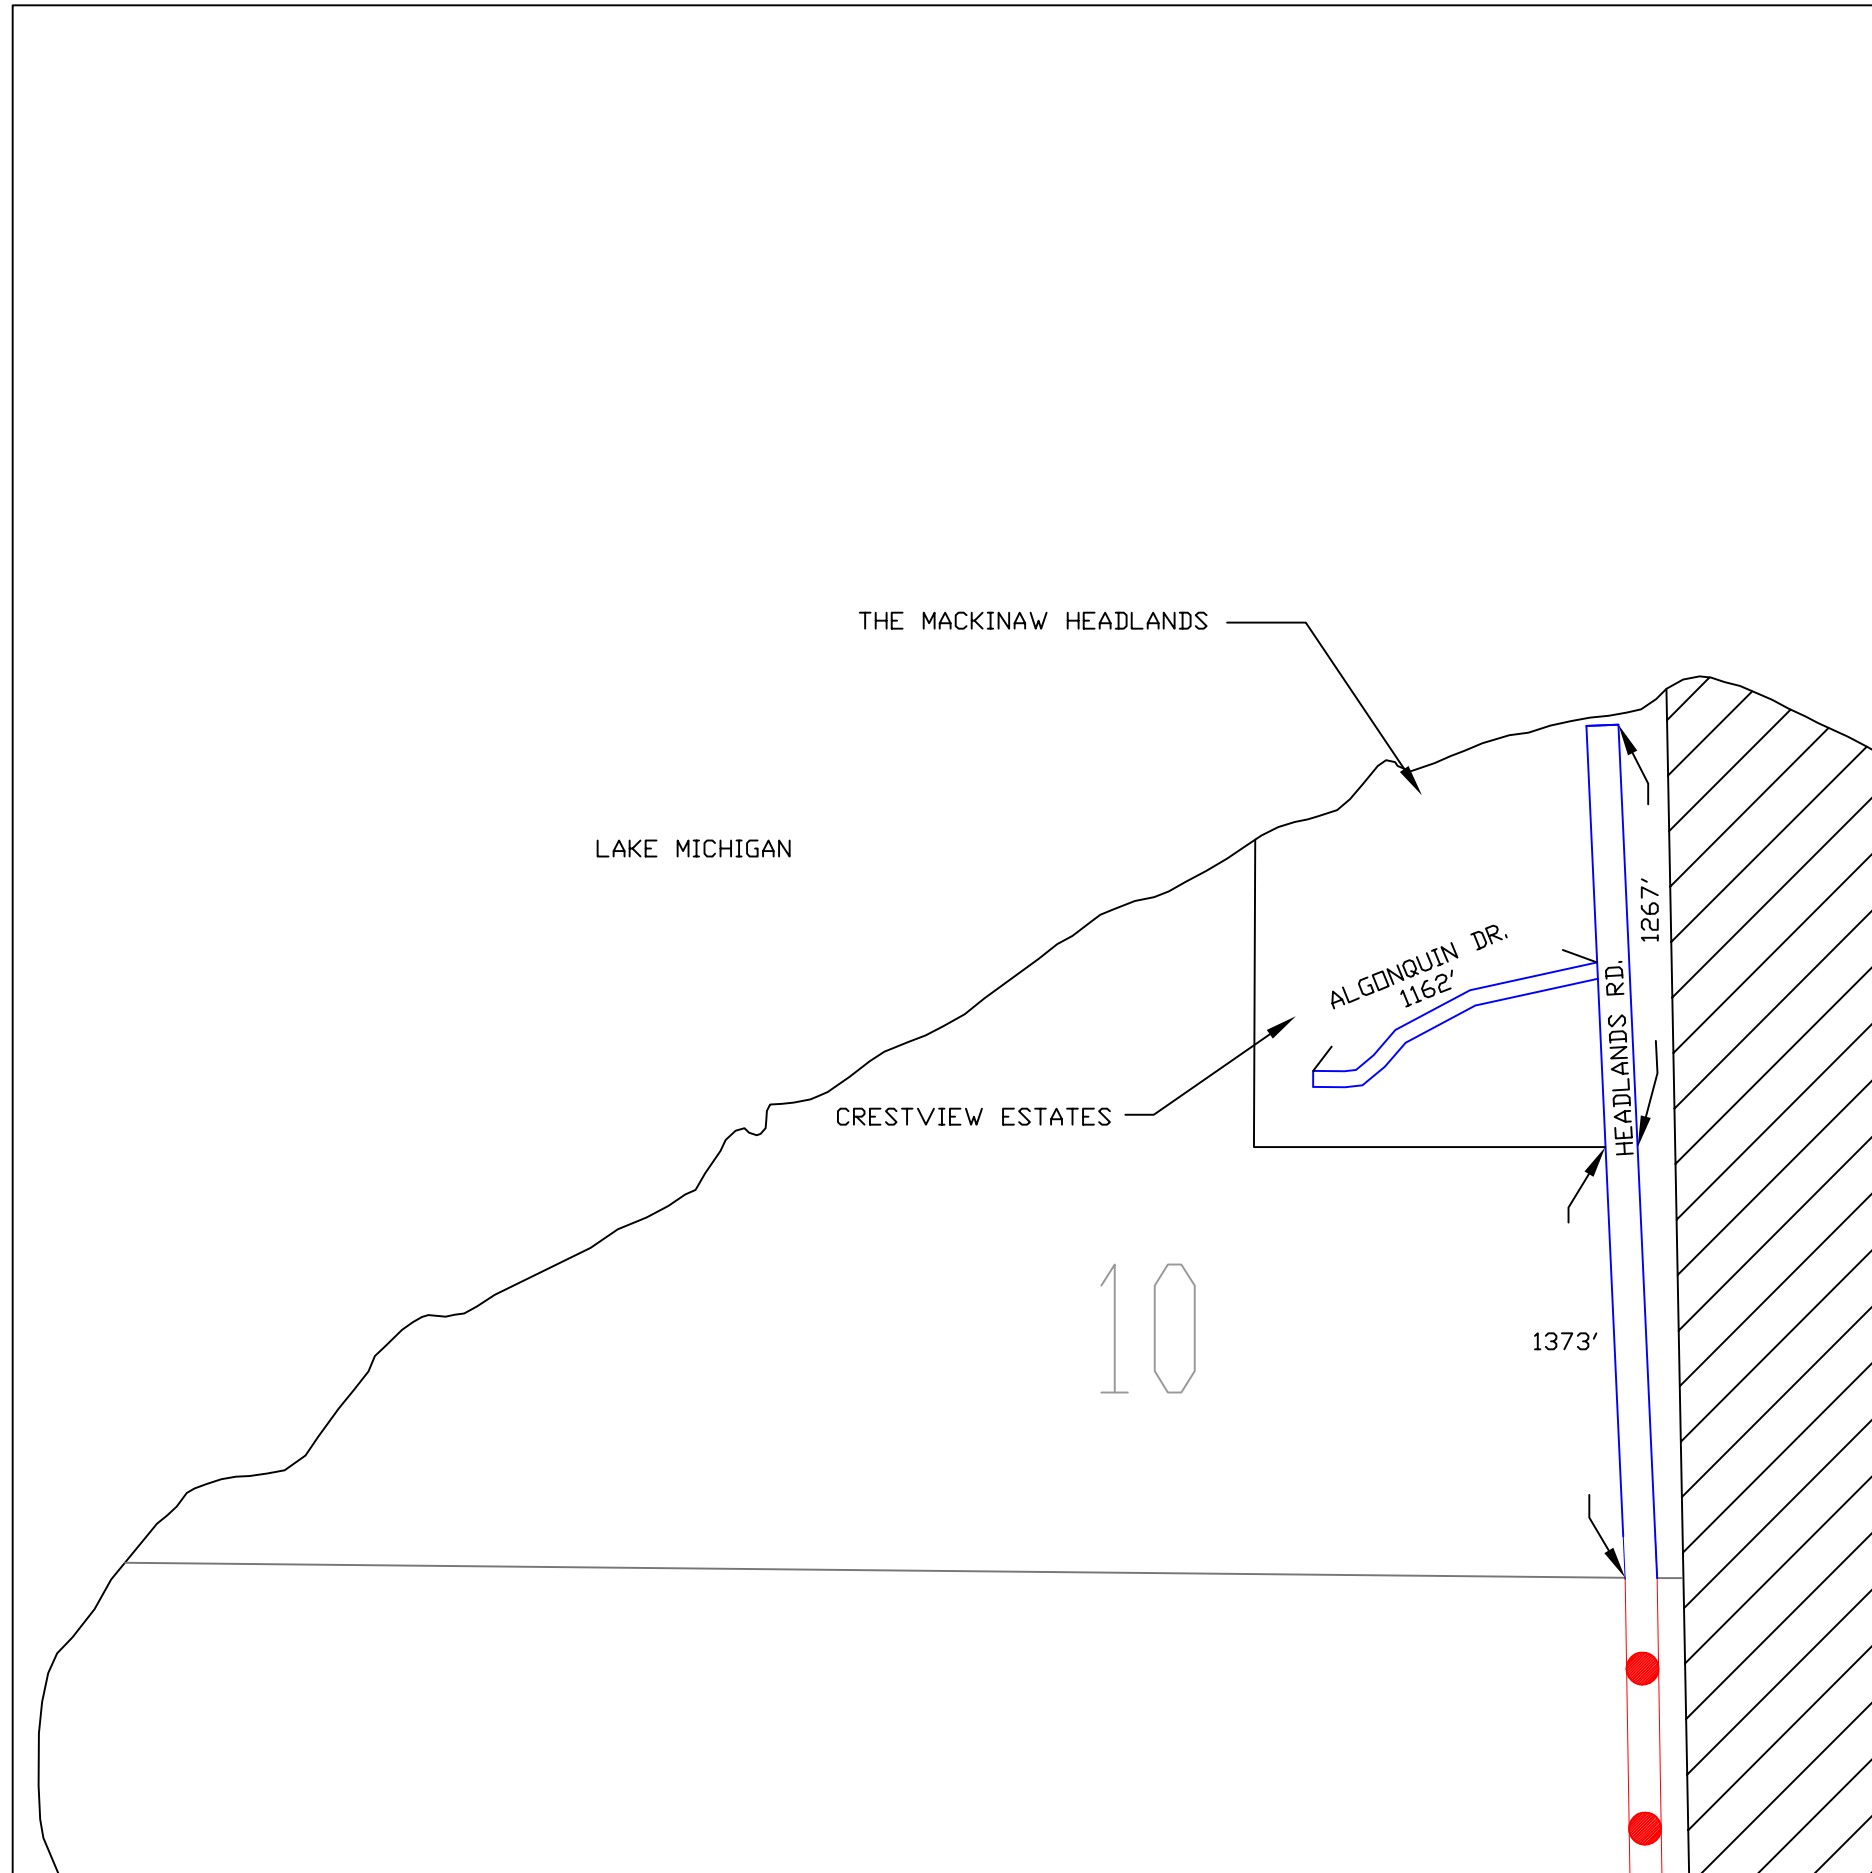 THE MACKINAW HEADLANDS
LAKE MICHIGAN
1267'
ALGONQUIN DR.
1162'
HEADLANDS RD.
CRESTVIEW ESTATES
10
1373'